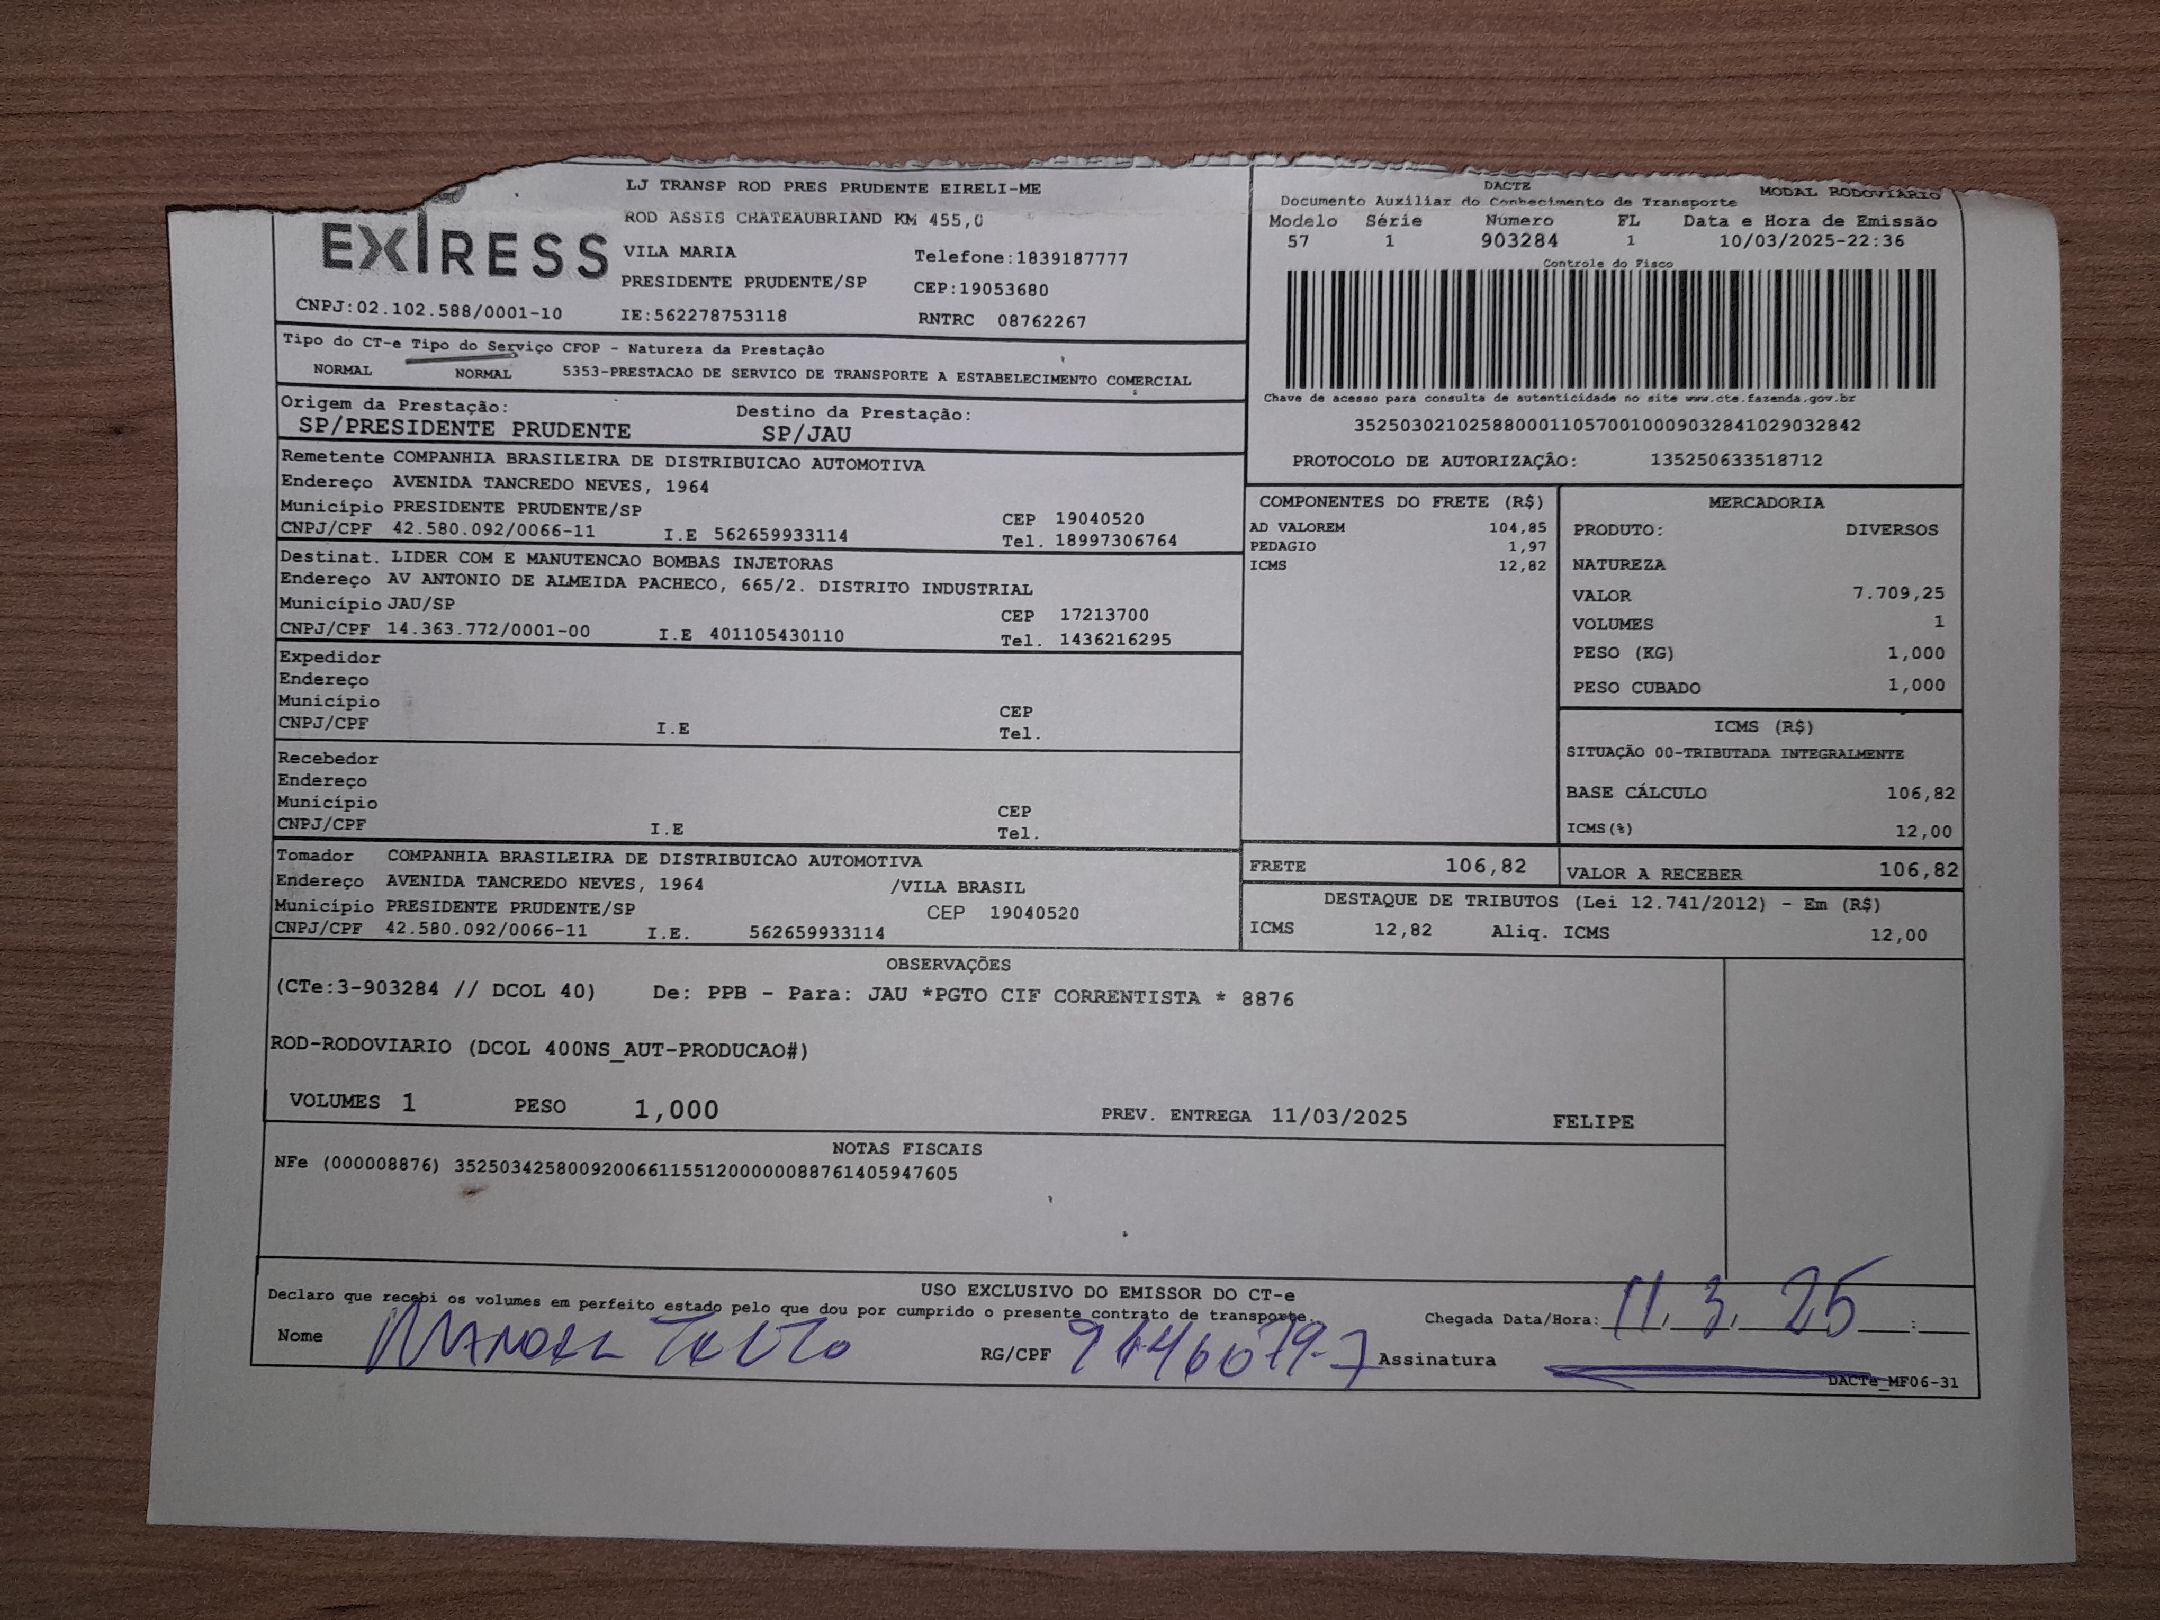 EXPRESS
LJ TRANSP ROD PRES PRUDENTE EIRELI-ME
ROD ASSIS CHATEAUBRIAND KM 455,0
VILA MARIA Telefone:1839187777
PRESIDENTE PRUDENTE/SP CEP:19053680
CNPJ:02.102.588/0001-10 IE:562278753118 RNTRC 08762267
DACTE MODAL RODOVIÁRIO
Documento Auxiliar do Conhecimento de Transporte
Modelo Série Número FL Data e Hora de Emissão
57 1 903284 1 10/03/2025-22:36
Controle do Fisco
Chave de acesso para consulta de autenticidade no site www.cte.fazenda.gov.br
35250302102588000110570010009032841029032842
PROTOCOLO DE AUTORIZAÇÃO: 135250633518712
Tipo do CT-e Tipo do Serviço CFOP - Natureza da Prestação
NORMAL NORMAL 5353-PRESTACAO DE SERVICO DE TRANSPORTE A ESTABELECIMENTO COMERCIAL
Origem da Prestação: Destino da Prestação:
SP/PRESIDENTE PRUDENTE SP/JAU
Remetente COMPANHIA BRASILEIRA DE DISTRIBUICAO AUTOMOTIVA
Endereço AVENIDA TANCREDO NEVES, 1964
Município PRESIDENTE PRUDENTE/SP CEP 19040520
CNPJ/CPF 42.580.092/0066-11 I.E 562659933114 Tel. 18997306764
Destinat. LIDER COM E MANUTENCAO BOMBAS INJETORAS
Endereço AV ANTONIO DE ALMEIDA PACHECO, 665/2. DISTRITO INDUSTRIAL
Município JAU/SP CEP 17213700
CNPJ/CPF 14.363.772/0001-00 I.E 401105430110 Tel. 1436216295
Expedidor
Endereço
Município CEP
CNPJ/CPF I.E Tel.
Recebedor
Endereço
Município CEP
CNPJ/CPF I.E Tel.
Tomador COMPANHIA BRASILEIRA DE DISTRIBUICAO AUTOMOTIVA
Endereço AVENIDA TANCREDO NEVES, 1964 /VILA BRASIL
Município PRESIDENTE PRUDENTE/SP CEP 19040520
CNPJ/CPF 42.580.092/0066-11 I.E. 562659933114
COMPONENTES DO FRETE (R$)
AD VALOREM 104,85
PEDAGIO 1,97
ICMS 12,82
MERCADORIA
PRODUTO: DIVERSOS
NATUREZA
VALOR 7.709,25
VOLUMES 1
PESO (KG) 1,000
PESO CUBADO 1,000
ICMS (R$)
SITUAÇÃO 00-TRIBUTADA INTEGRALMENTE
BASE CÁLCULO 106,82
ICMS(%) 12,00
FRETE 106,82 VALOR A RECEBER 106,82
DESTAQUE DE TRIBUTOS (Lei 12.741/2012) - Em (R$)
ICMS 12,82 Aliq. ICMS 12,00
OBSERVAÇÕES
(CTe:3-903284 // DCOL 40) De: PPB - Para: JAU *PGTO CIF CORRENTISTA * 8876
ROD-RODOVIARIO (DCOL 400NS_AUT-PRODUCAO#)
VOLUMES 1 PESO 1,000 PREV. ENTREGA 11/03/2025 FELIPE
NOTAS FISCAIS
NFe (000008876) 35250342580092006611551200000088761405947605
USO EXCLUSIVO DO EMISSOR DO CT-e
Declaro que recebi os volumes em perfeito estado pelo que dou por cumprido o presente contrato de transporte.
Chegada Data/Hora: 11.3.25 :
Nome MANOEL RG/CPF Assinatura
DACTe_MF06-31